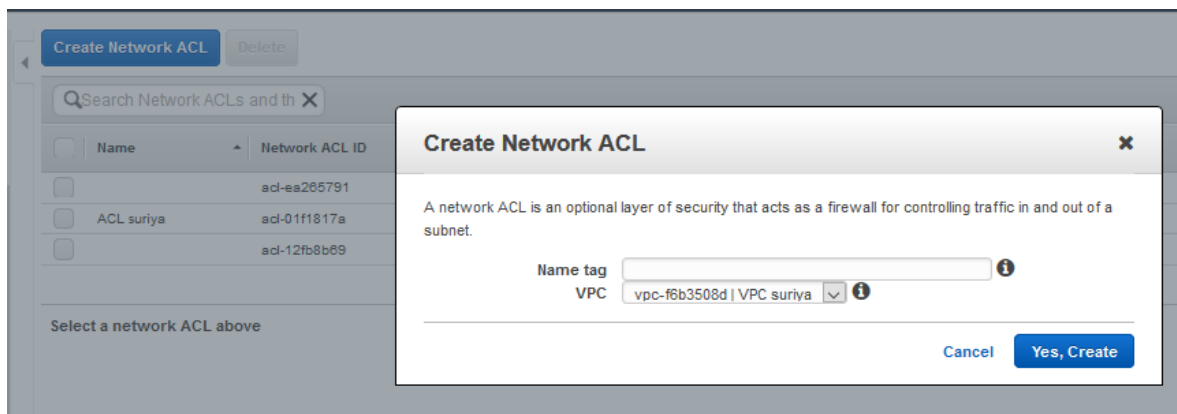 Create Network ACL Delete
Search Network ACLs and th
Name Network ACL ID
acl-ea265791
ACL suriya acl-01f1817a
acl-12fb8b69
Select a network ACL above
Create Network ACL
A network ACL is an optional layer of security that acts as a firewall for controlling traffic in and out of a
subnet.
Name tag
VPC vpc-f6b3508d | VPC suriya
Cancel Yes, Create